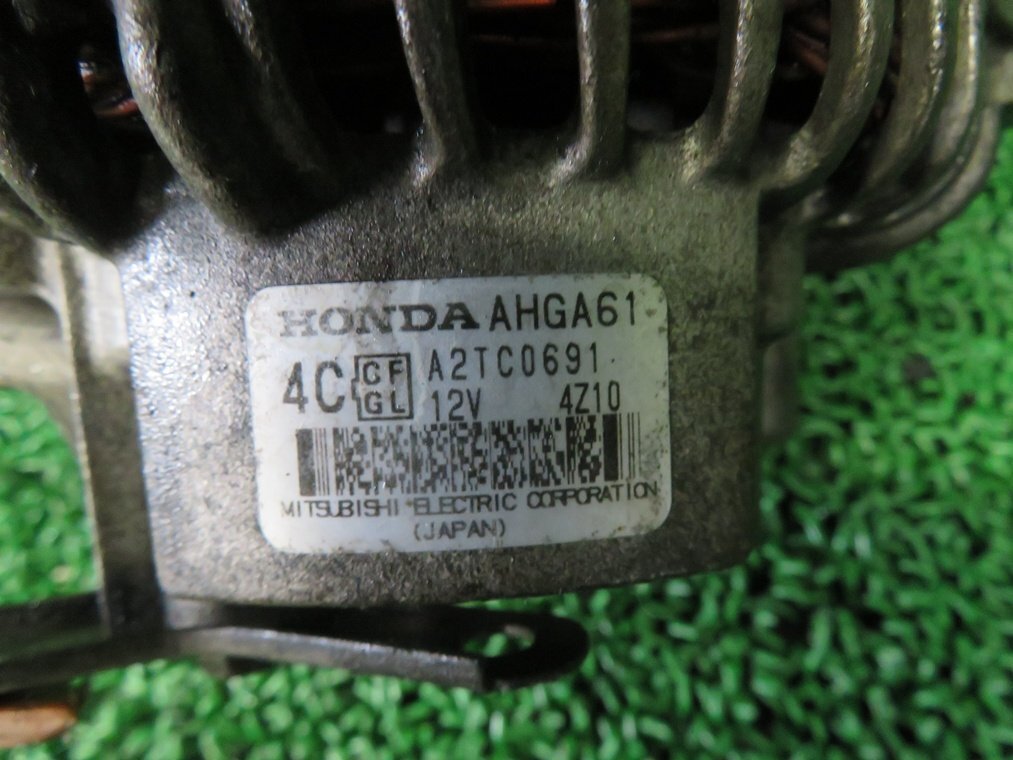 HONDA AHGA61
4C CF GL A2TC0691
12V 4Z10
MITSUBISHI ELECTRIC CORPORATION
(JAPAN)